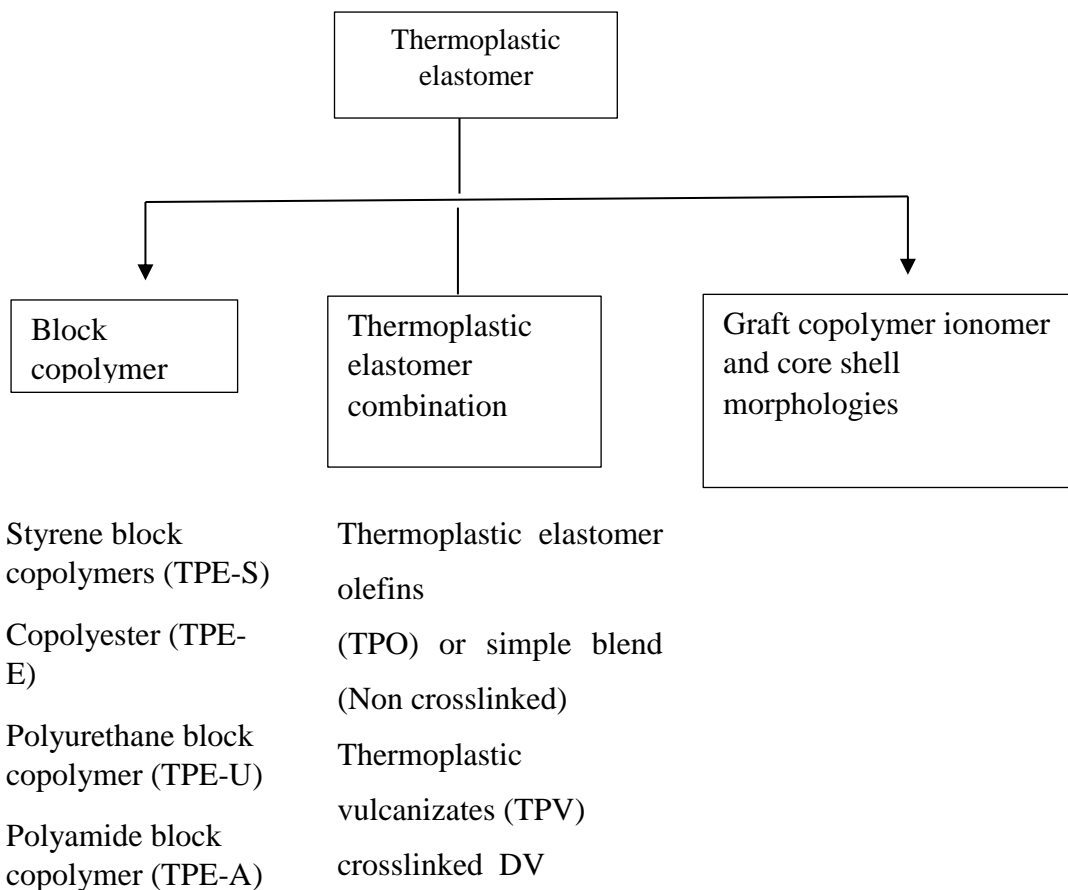 Thermoplastic
elastomer
Block
copolymer
Thermoplastic
elastomer
combination
Graft copolymer ionomer
and core shell
morphologies
Styrene block
copolymers (TPE-S)
Copolyester (TPE-
E)
Polyurethane block
copolymer (TPE-U)
Polyamide block
copolymer (TPE-A)
Thermoplastic elastomer
olefins
(TPO) or simple blend
(Non crosslinked)
Thermoplastic
vulcanizates (TPV)
crosslinked DV